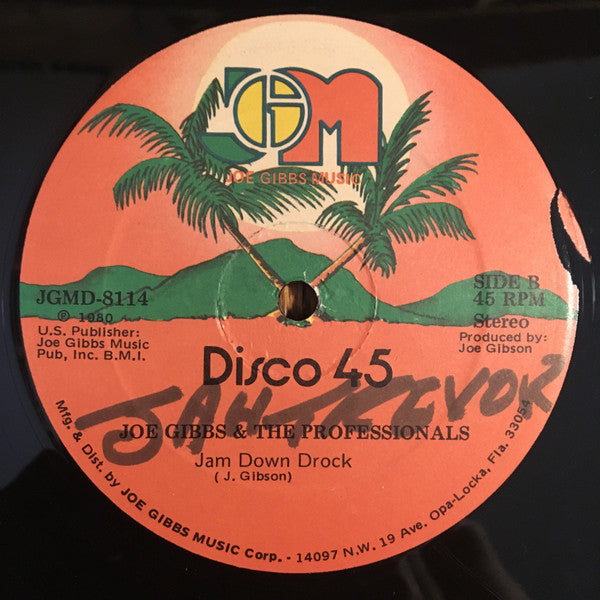 JGM
JOE GIBBS MUSIC
JGMD-8114
℗ 1980
U.S. Publisher:
Joe Gibbs Music
Pub, Inc. B.M.I.
SIDE B
45 RPM
Stereo
Produced by:
Joe Gibson
Disco 45
JAH TREVOR
JOE GIBBS & THE PROFESSIONALS
Jam Down Drock
( J. Gibson)
Mfg. & Dist. by JOE GIBBS MUSIC Corp. - 14097 N.W. 19 Ave. Opa-Locka, Fla. 33054